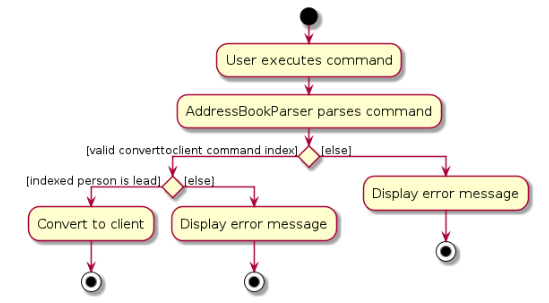 User executes command
AddressBookParser parses command
[valid converttoclient command index]
[else]
[indexed person is lead]
[else]
Display error message
Convert to client
Display error message